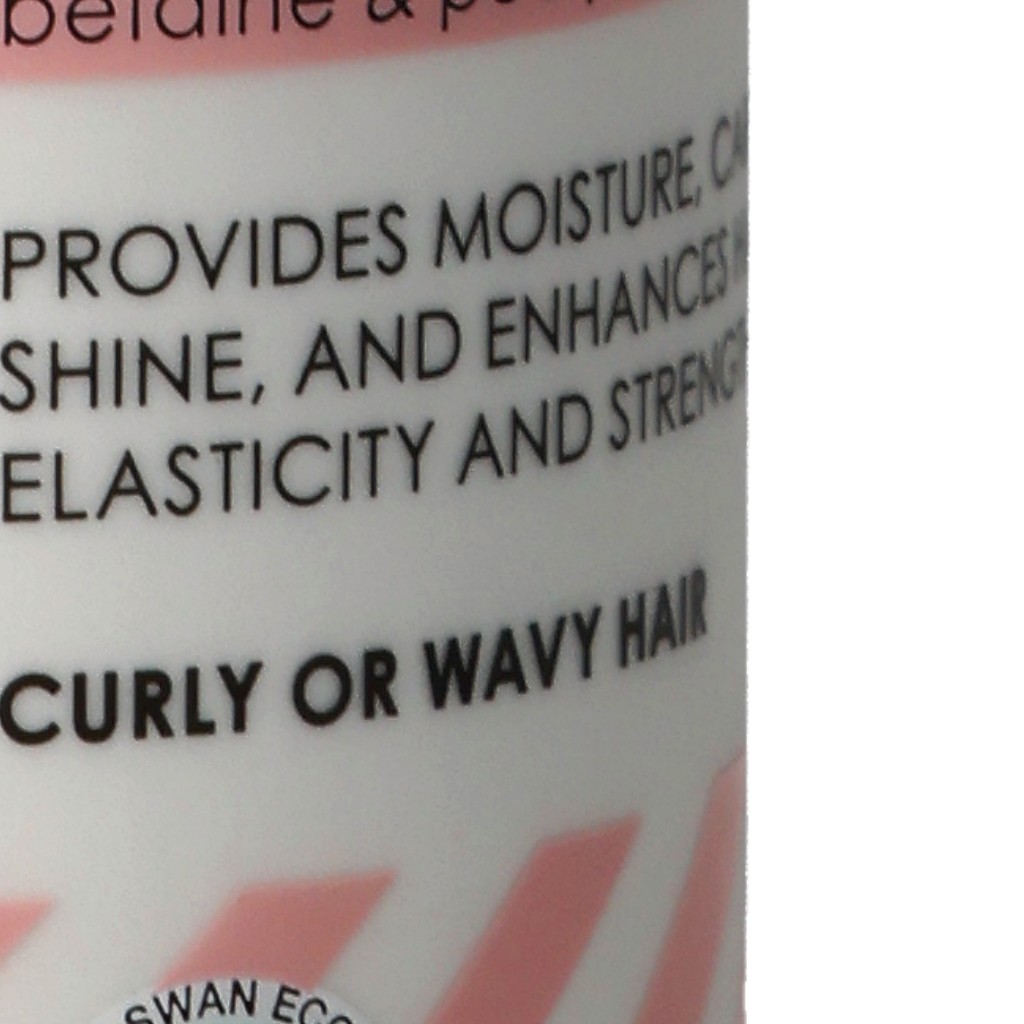 betaine &
PROVIDES MOISTURE,
SHINE, AND ENHANCES
ELASTICITY AND
CURLY OR WAVY HAIR
SWAN